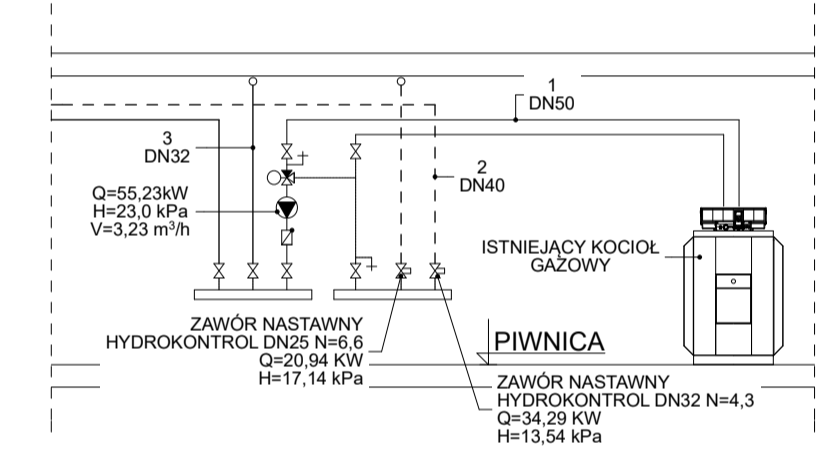 1
DN50
3
DN32
2
DN40
Q=55,23kW
H=23,0 kPa
V=3,23 m³/h
ISTNIEJĄCY KOCIOŁ
GAZOWY
ZAWÓR NASTAWNY
HYDROKONTROL DN25 N=6,6
Q=20,94 KW
H=17,14 kPa
PIWNICA
ZAWÓR NASTAWNY
HYDROKONTROL DN32 N=4,3
Q=34,29 KW
H=13,54 kPa